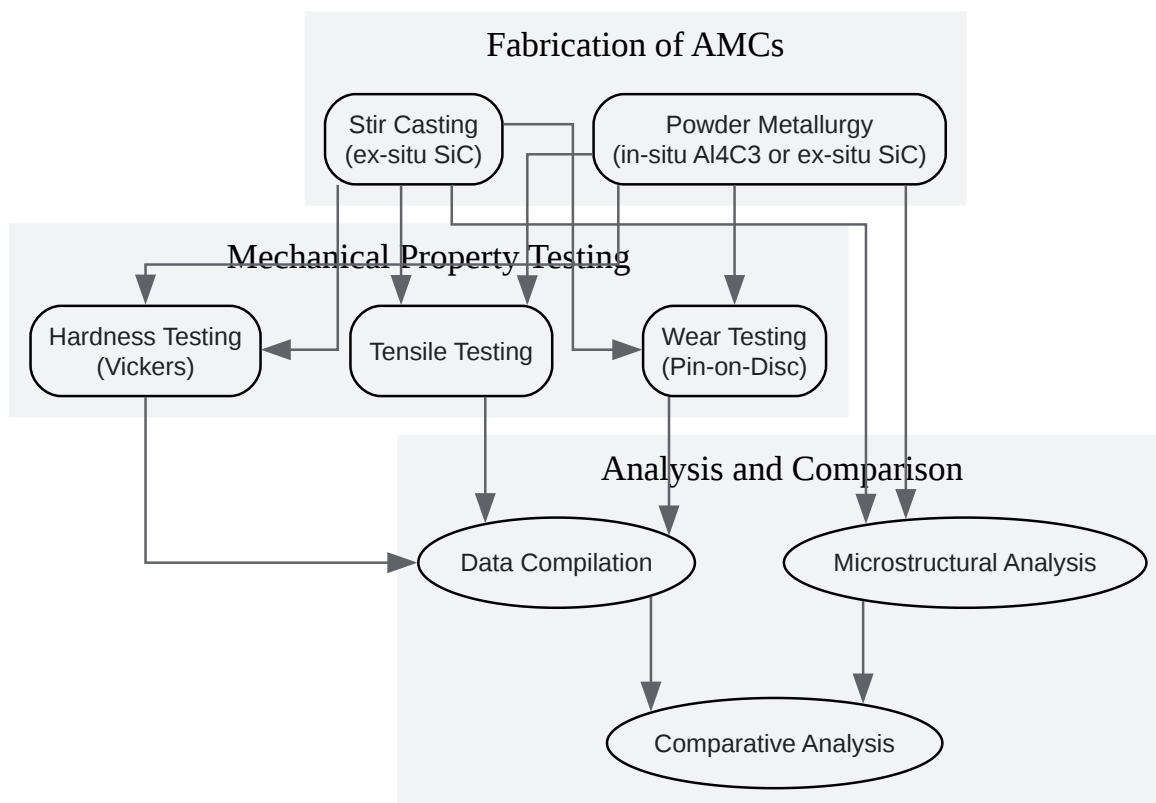 Fabrication of AMCs
Stir Casting
(ex-situ SiC)
Powder Metallurgy
(in-situ Al4C3 or ex-situ SiC)
Mechanical Property Testing
Hardness Testing
(Vickers)
Tensile Testing
Wear Testing
(Pin-on-Disc)
Analysis and Comparison
Data Compilation
Microstructural Analysis
Comparative Analysis